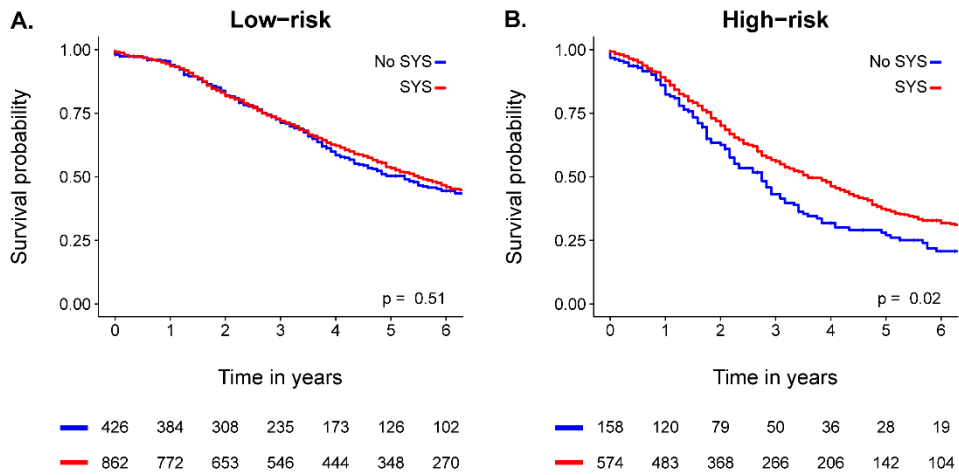 A. Low−risk
Survival probability
1.00
0.75
0.50
0.25
0.00
No SYS
SYS
p = 0.51
0 1 2 3 4 5 6
Time in years
426 384 308 235 173 126 102
862 772 653 546 444 348 270
B. High−risk
Survival probability
1.00
0.75
0.50
0.25
0.00
No SYS
SYS
p = 0.02
0 1 2 3 4 5 6
Time in years
158 120 79 50 36 28 19
574 483 368 266 206 142 104